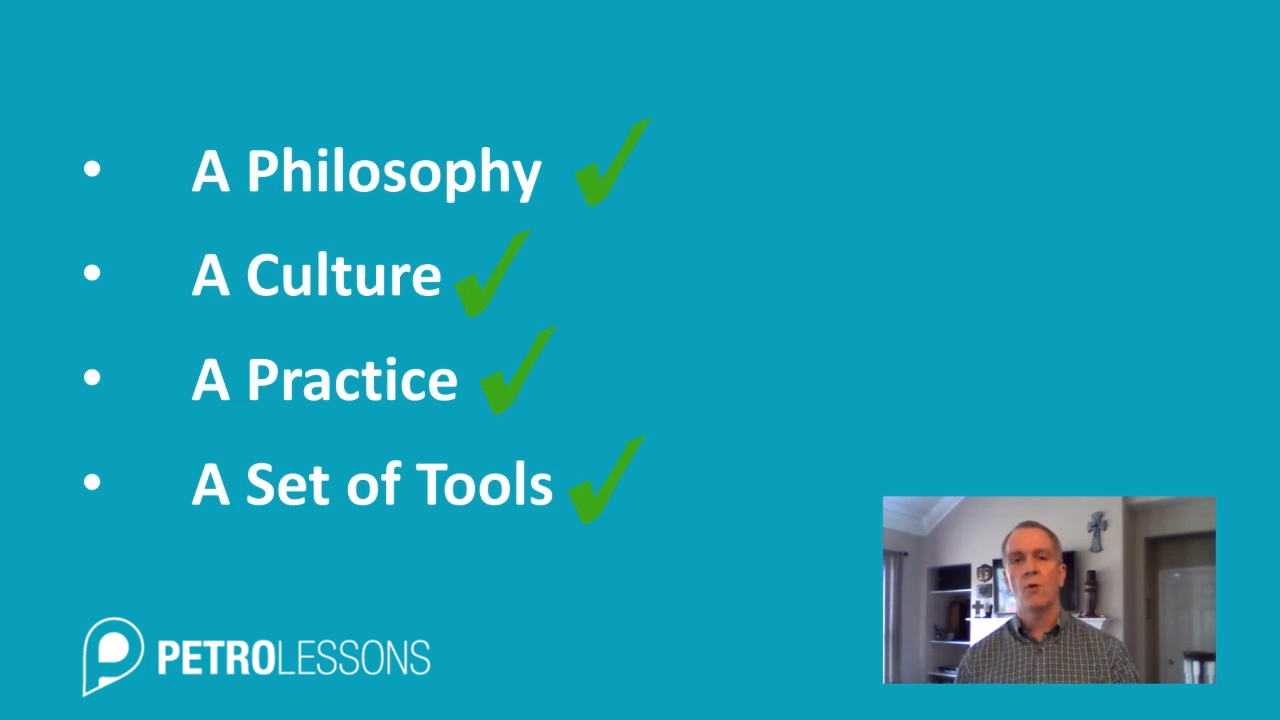 • A Philosophy
• A Culture
• A Practice
• A Set of Tools
PETROLESSONS